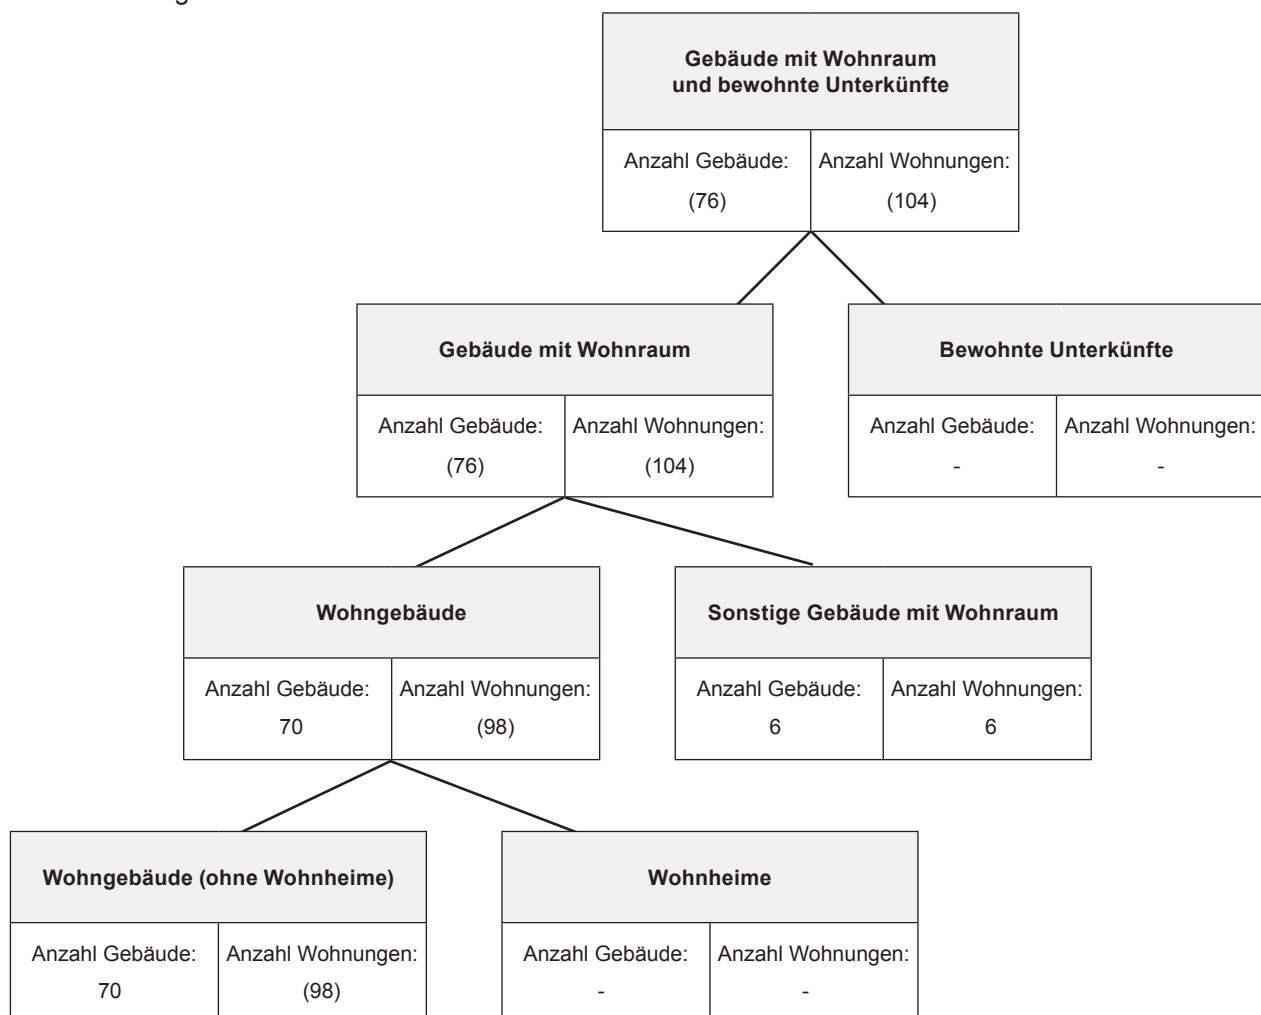 Gebäude mit Wohnraum
und bewohnte Unterkünfte
Anzahl Gebäude: Anzahl Wohnungen:
(76) (104)
Gebäude mit Wohnraum
Bewohnte Unterkünfte
Anzahl Gebäude: Anzahl Wohnungen:
(76) (104)
Anzahl Gebäude: Anzahl Wohnungen:
- -
Wohngebäude
Sonstige Gebäude mit Wohnraum
Anzahl Gebäude: Anzahl Wohnungen:
70 (98)
Anzahl Gebäude: Anzahl Wohnungen:
6 6
Wohngebäude (ohne Wohnheime)
Wohnheime
Anzahl Gebäude: Anzahl Wohnungen:
70 (98)
Anzahl Gebäude: Anzahl Wohnungen:
- -